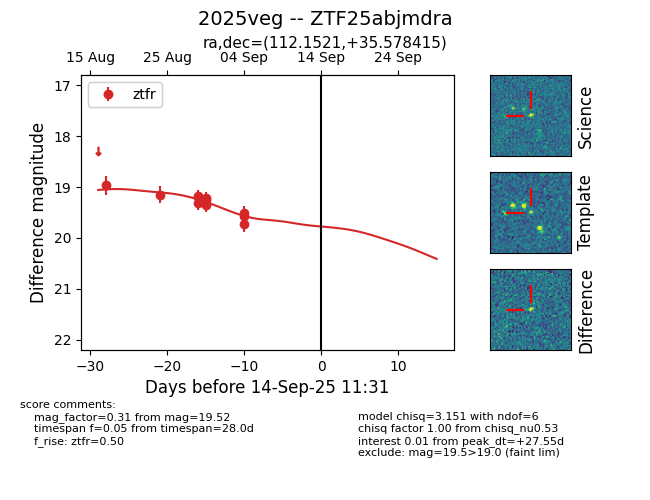 2025veg -- ZTF25abjmdra
ra,dec=(112.1521,+35.578415)
15 Aug 25 Aug 04 Sep 14 Sep 24 Sep
ztfr
17
18
19
20
21
22
Difference magnitude
−30 −20 −10 0 10
Days before 14-Sep-25 11:31
Science
Template
Difference
score comments:
mag_factor=0.31 from mag=19.52
timespan f=0.05 from timespan=28.0d
f_rise: ztfr=0.50
model chisq=3.151 with ndof=6
chisq factor 1.00 from chisq_nu0.53
interest 0.01 from peak_dt=+27.55d
exclude: mag=19.5>19.0 (faint lim)